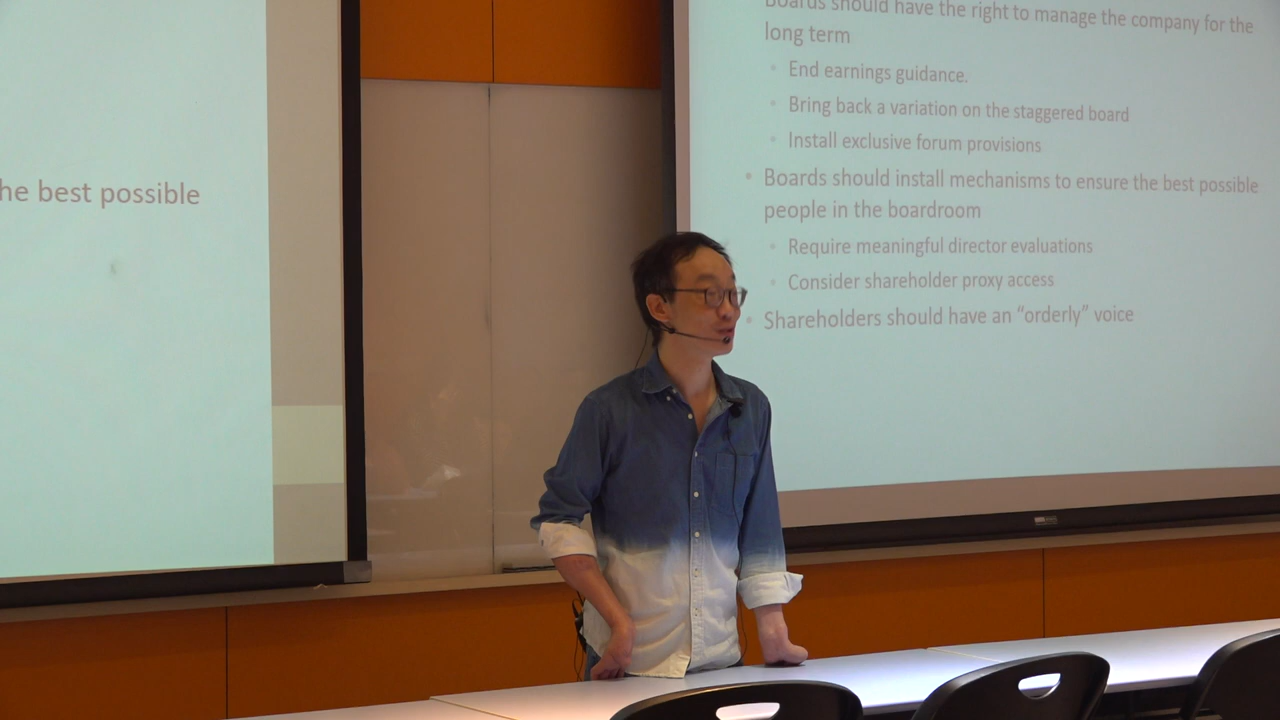 he best possible
Boards should have the right to manage the company for the
long term
End earnings guidance.
Bring back a variation on the staggered board
Install exclusive forum provisions
Boards should install mechanisms to ensure the best possible
people in the boardroom
Require meaningful director evaluations
Consider shareholder proxy access
Shareholders should have an “orderly” voice